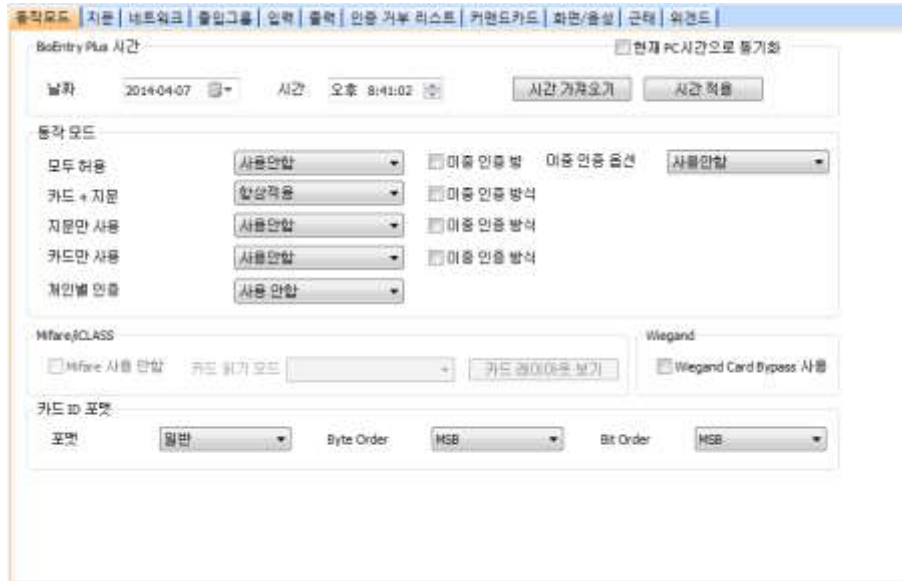 동작모드 지문 네트워크 출입그룹 입력 출력 인증 거부 리스트 커맨드카드 화면/음성 근태 위겐드
BioEntry Plus 시간 현재 PC시간으로 동기화
날짜 2014-04-07 시간 오후 8:41:02 시간 가져오기 시간 적용
동작 모드
모두 허용 사용안함 이중 인증 방 이중 인증 옵션 사용안함
카드 + 지문 항상적용 이중 인증 방식
지문만 사용 사용안함 이중 인증 방식
카드만 사용 사용안함 이중 인증 방식
개인별 인증 사용 안함
Mifare/iCLASS Wiegand
Mifare 사용 안함 카드 읽기 모드 카드 레이아웃 보기 Wiegand Card Bypass 사용
카드 ID 포맷
포맷 일반 Byte Order MSB Bit Order MSB